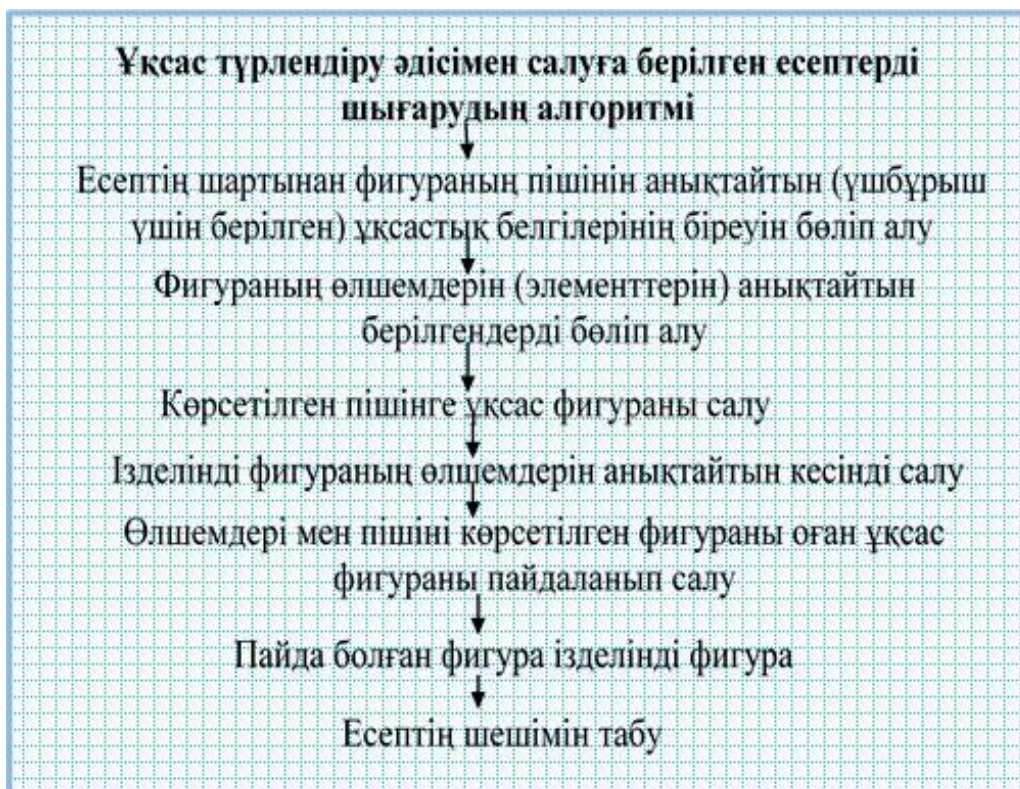 Ұқсас түрлендіру әдісімен салуға берілген есептерді
шығарудың алгоритмі
Есептің шартынан фигураның пішінін анықтайтын (үшбұрыш
үшін берілген) ұқсастық белгілерінің біреуін бөліп алу
Фигураның өлшемдерін (элементтерін) анықтайтын
берілгендерді бөліп алу
Көрсетілген пішінге ұқсас фигураны салу
Ізделінді фигураның өлшемдерін анықтайтын кесінді салу
Өлшемдері мен пішіні көрсетілген фигураны оған ұқсас
фигураны пайдаланып салу
Пайда болған фигура ізделінді фигура
Есептің шешімін табу